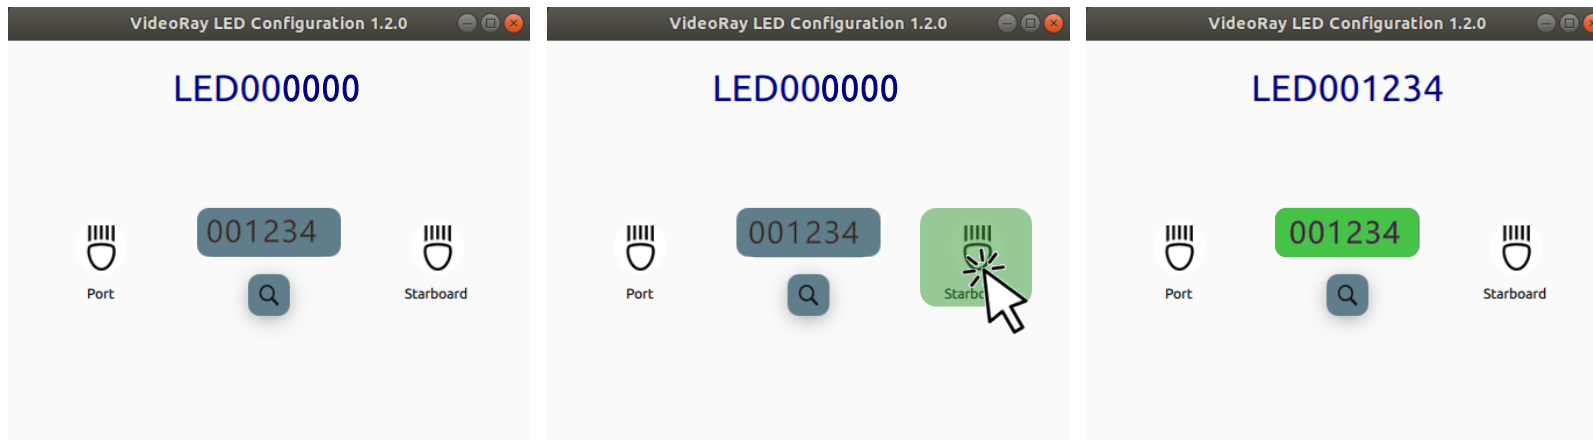 VideoRay LED Configuration 1.2.0
LED000000
001234
Port
Starboard
VideoRay LED Configuration 1.2.0
LED000000
001234
Port
Starbo
VideoRay LED Configuration 1.2.0
LED001234
001234
Port
Starboard